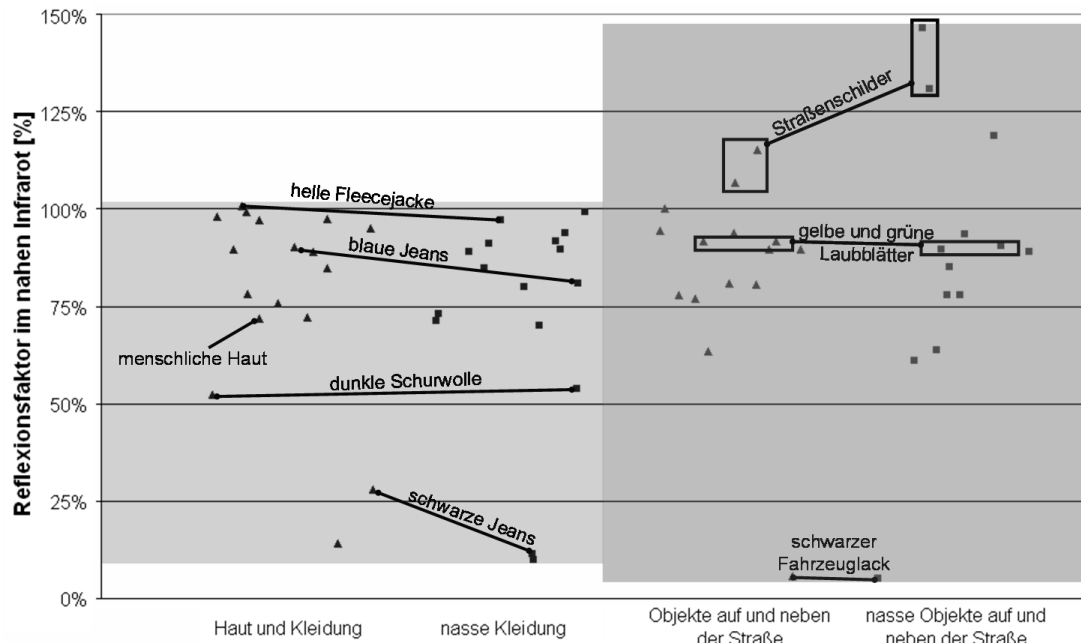 Reflexionsfaktor im nahen Infrarot [%]
150%
125%
100%
75%
50%
25%
0%
helle Fleecejacke
blaue Jeans
menschliche Haut
dunkle Schurwolle
schwarze Jeans
Straßenschilder
gelbe und grüne
Laubblätter
schwarzer
Fahrzeuglack
Haut und Kleidung
nasse Kleidung
Objekte auf und neben
der Straße
nasse Objekte auf und
neben der Straße